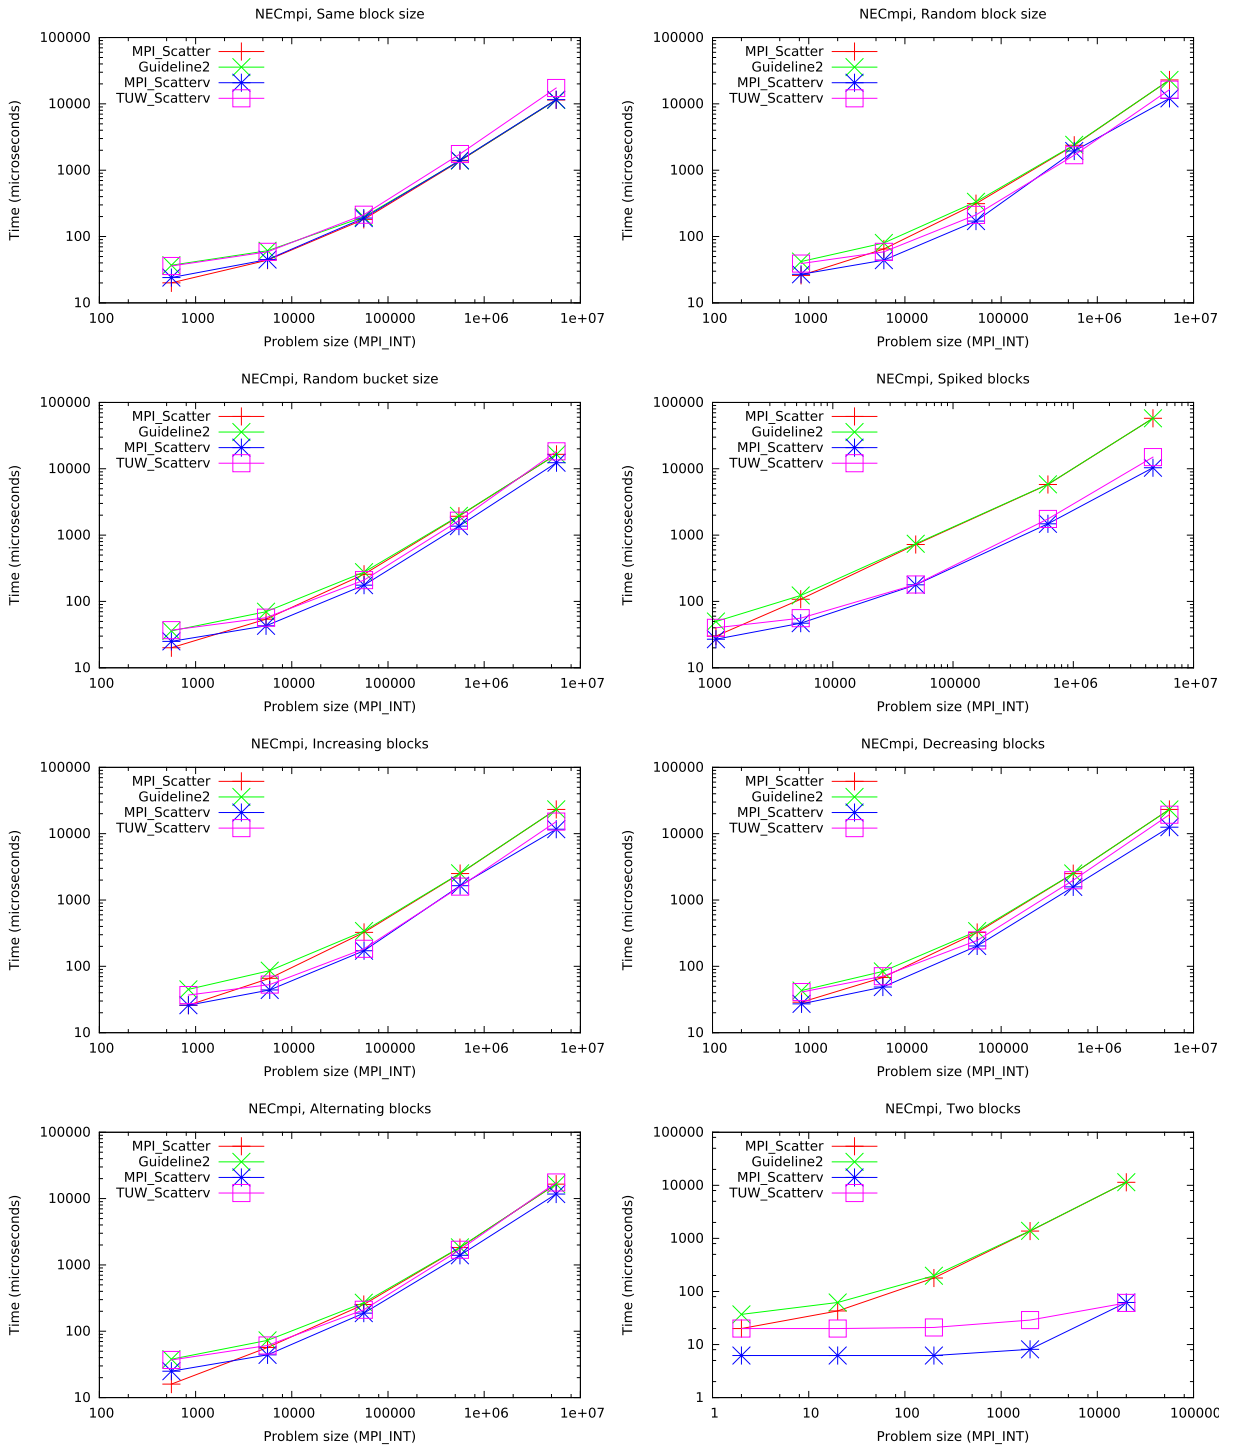 NECmpi, Same block size
100000
10000
1000
100
10
100
1000
10000
100000
1e+06
1e+07
Time (microseconds)
Problem size (MPI_INT)
MPI_Scatter
Guideline2
MPI_Scatterv
TUW_Scatterv
NECmpi, Random block size
100000
10000
1000
100
10
100
1000
10000
100000
1e+06
1e+07
Time (microseconds)
Problem size (MPI_INT)
MPI_Scatter
Guideline2
MPI_Scatterv
TUW_Scatterv
NECmpi, Random bucket size
100000
10000
1000
100
10
100
1000
10000
100000
1e+06
1e+07
Time (microseconds)
Problem size (MPI_INT)
MPI_Scatter
Guideline2
MPI_Scatterv
TUW_Scatterv
NECmpi, Spiked blocks
100000
10000
1000
100
10
1000
10000
100000
1e+06
1e+07
Time (microseconds)
Problem size (MPI_INT)
MPI_Scatter
Guideline2
MPI_Scatterv
TUW_Scatterv
NECmpi, Increasing blocks
100000
10000
1000
100
10
100
1000
10000
100000
1e+06
1e+07
Time (microseconds)
Problem size (MPI_INT)
MPI_Scatter
Guideline2
MPI_Scatterv
TUW_Scatterv
NECmpi, Decreasing blocks
100000
10000
1000
100
10
100
1000
10000
100000
1e+06
1e+07
Time (microseconds)
Problem size (MPI_INT)
MPI_Scatter
Guideline2
MPI_Scatterv
TUW_Scatterv
NECmpi, Alternating blocks
100000
10000
1000
100
10
100
1000
10000
100000
1e+06
1e+07
Time (microseconds)
Problem size (MPI_INT)
MPI_Scatter
Guideline2
MPI_Scatterv
TUW_Scatterv
NECmpi, Two blocks
100000
10000
1000
100
10
1
1
10
100
1000
10000
100000
Time (microseconds)
Problem size (MPI_INT)
MPI_Scatter
Guideline2
MPI_Scatterv
TUW_Scatterv